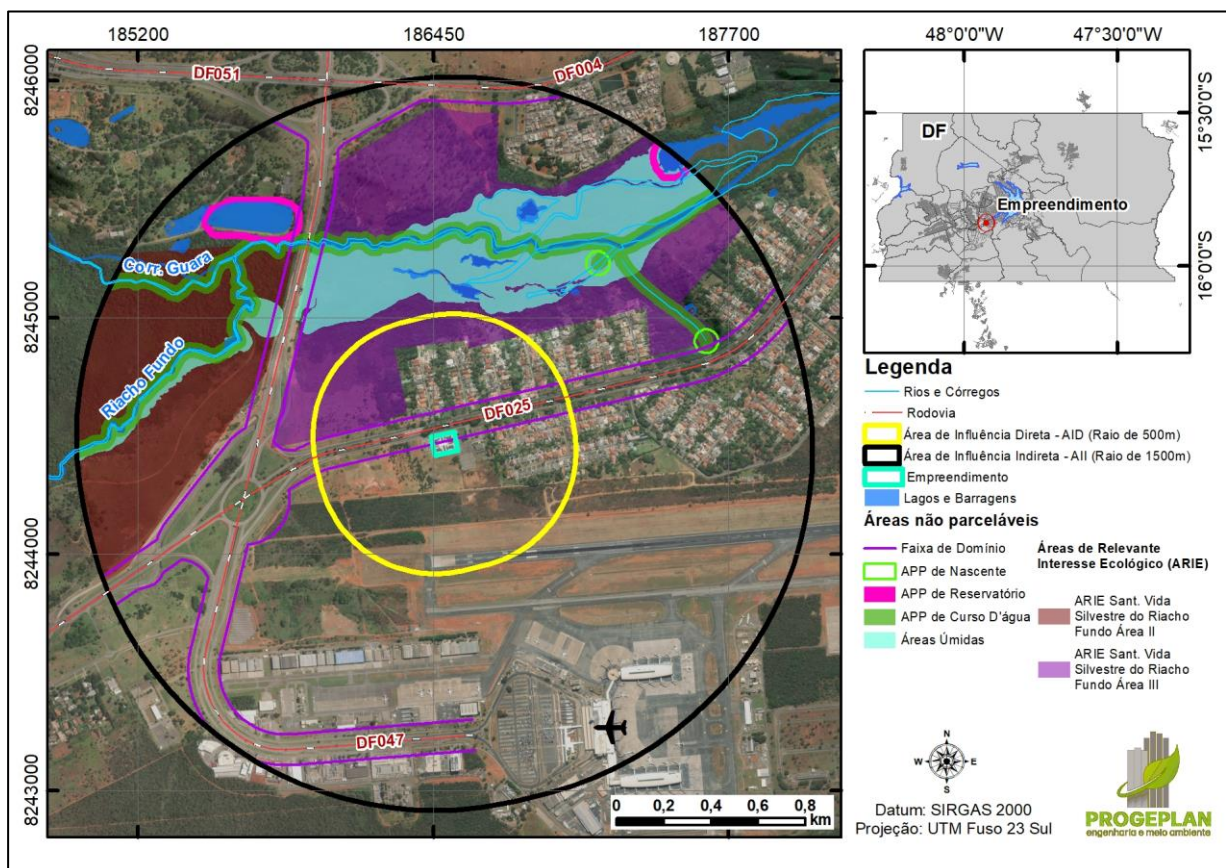 185200
186450
187700
8246000
8245000
8244000
8243000
DF051
DF004
Corr. Guara
Riacho Fundo
DF025
DF047
0 0,2 0,4 0,6 0,8
km
48°0'0"W
47°30'0"W
15°30'0"S
16°0'0"S
DF
Empreendimento
Legenda
Rios e Córregos
Rodovia
Área de Influência Direta - AID (Raio de 500m)
Área de Influência Indireta - AII (Raio de 1500m)
Empreendimento
Lagos e Barragens
Áreas não parceláveis
Faixa de Domínio
APP de Nascente
APP de Reservatório
APP de Curso D'água
Áreas Úmidas
Áreas de Relevante
Interesse Ecológico (ARIE)
ARIE Sant. Vida
Silvestre do Riacho
Fundo Área II
ARIE Sant. Vida
Silvestre do Riacho
Fundo Área III
N
W
E
S
Datum: SIRGAS 2000
Projeção: UTM Fuso 23 Sul
PROGEPLAN
engenharia e meio ambiente